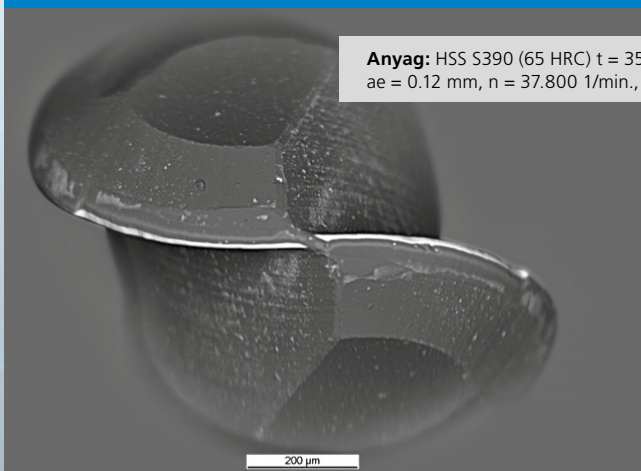 Anyag: HSS S390 (65 HRC) t = 35
ae = 0.12 mm, n = 37.800 1/min.,
200 µm